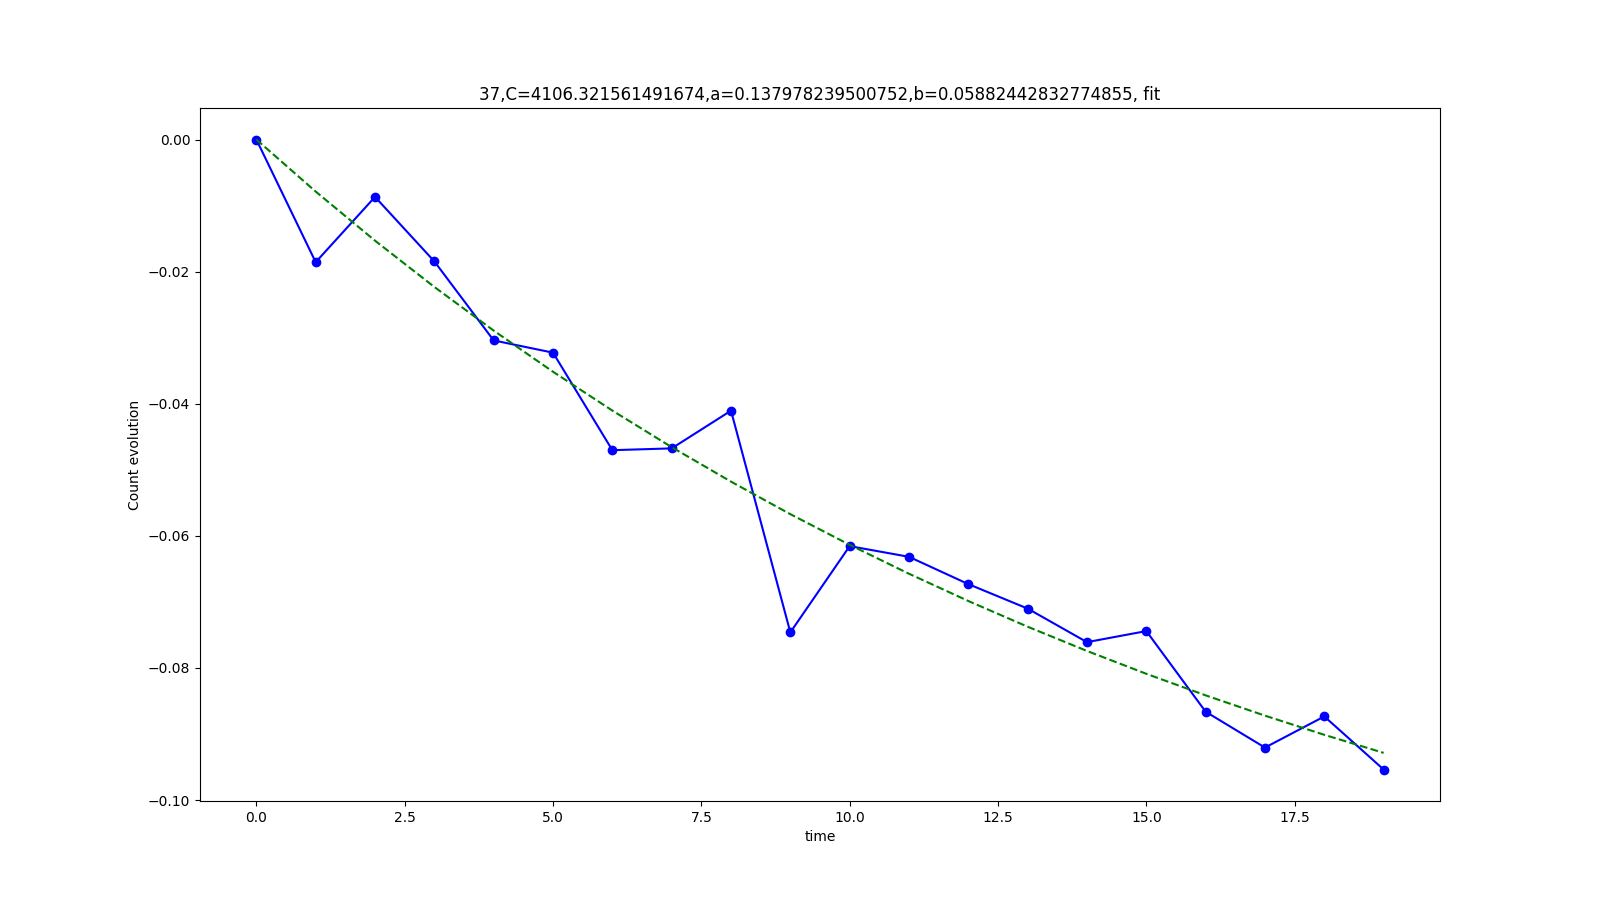 37,C=4106.321561491674,a=0.137978239500752,b=0.05882442832774855, fit
0.00
−0.02
−0.04
−0.06
−0.08
−0.10
Count evolution
0.0 2.5 5.0 7.5 10.0 12.5 15.0 17.5
time